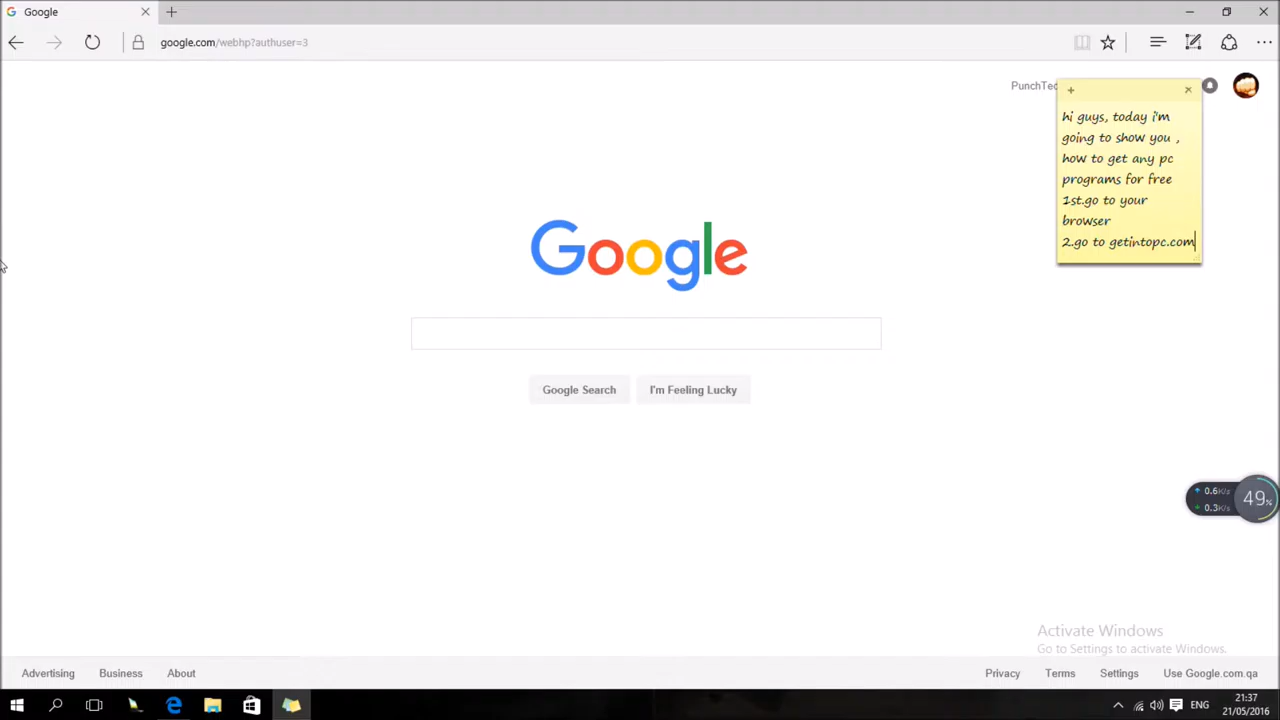 Google
google.com/webhp?authuser=3
PunchTec
hi guys, today i'm
going to show you ,
how to get any pc
programs for free
1st.go to your
browser
2.go to getintopc.com
Google
Google Search
I'm Feeling Lucky
0.6K/s
0.3K/s
49%
Activate Windows
Go to Settings to activate Windows.
Advertising
Business
About
Privacy
Terms
Settings
Use Google.com.qa
ENG
21:37
21/05/2016